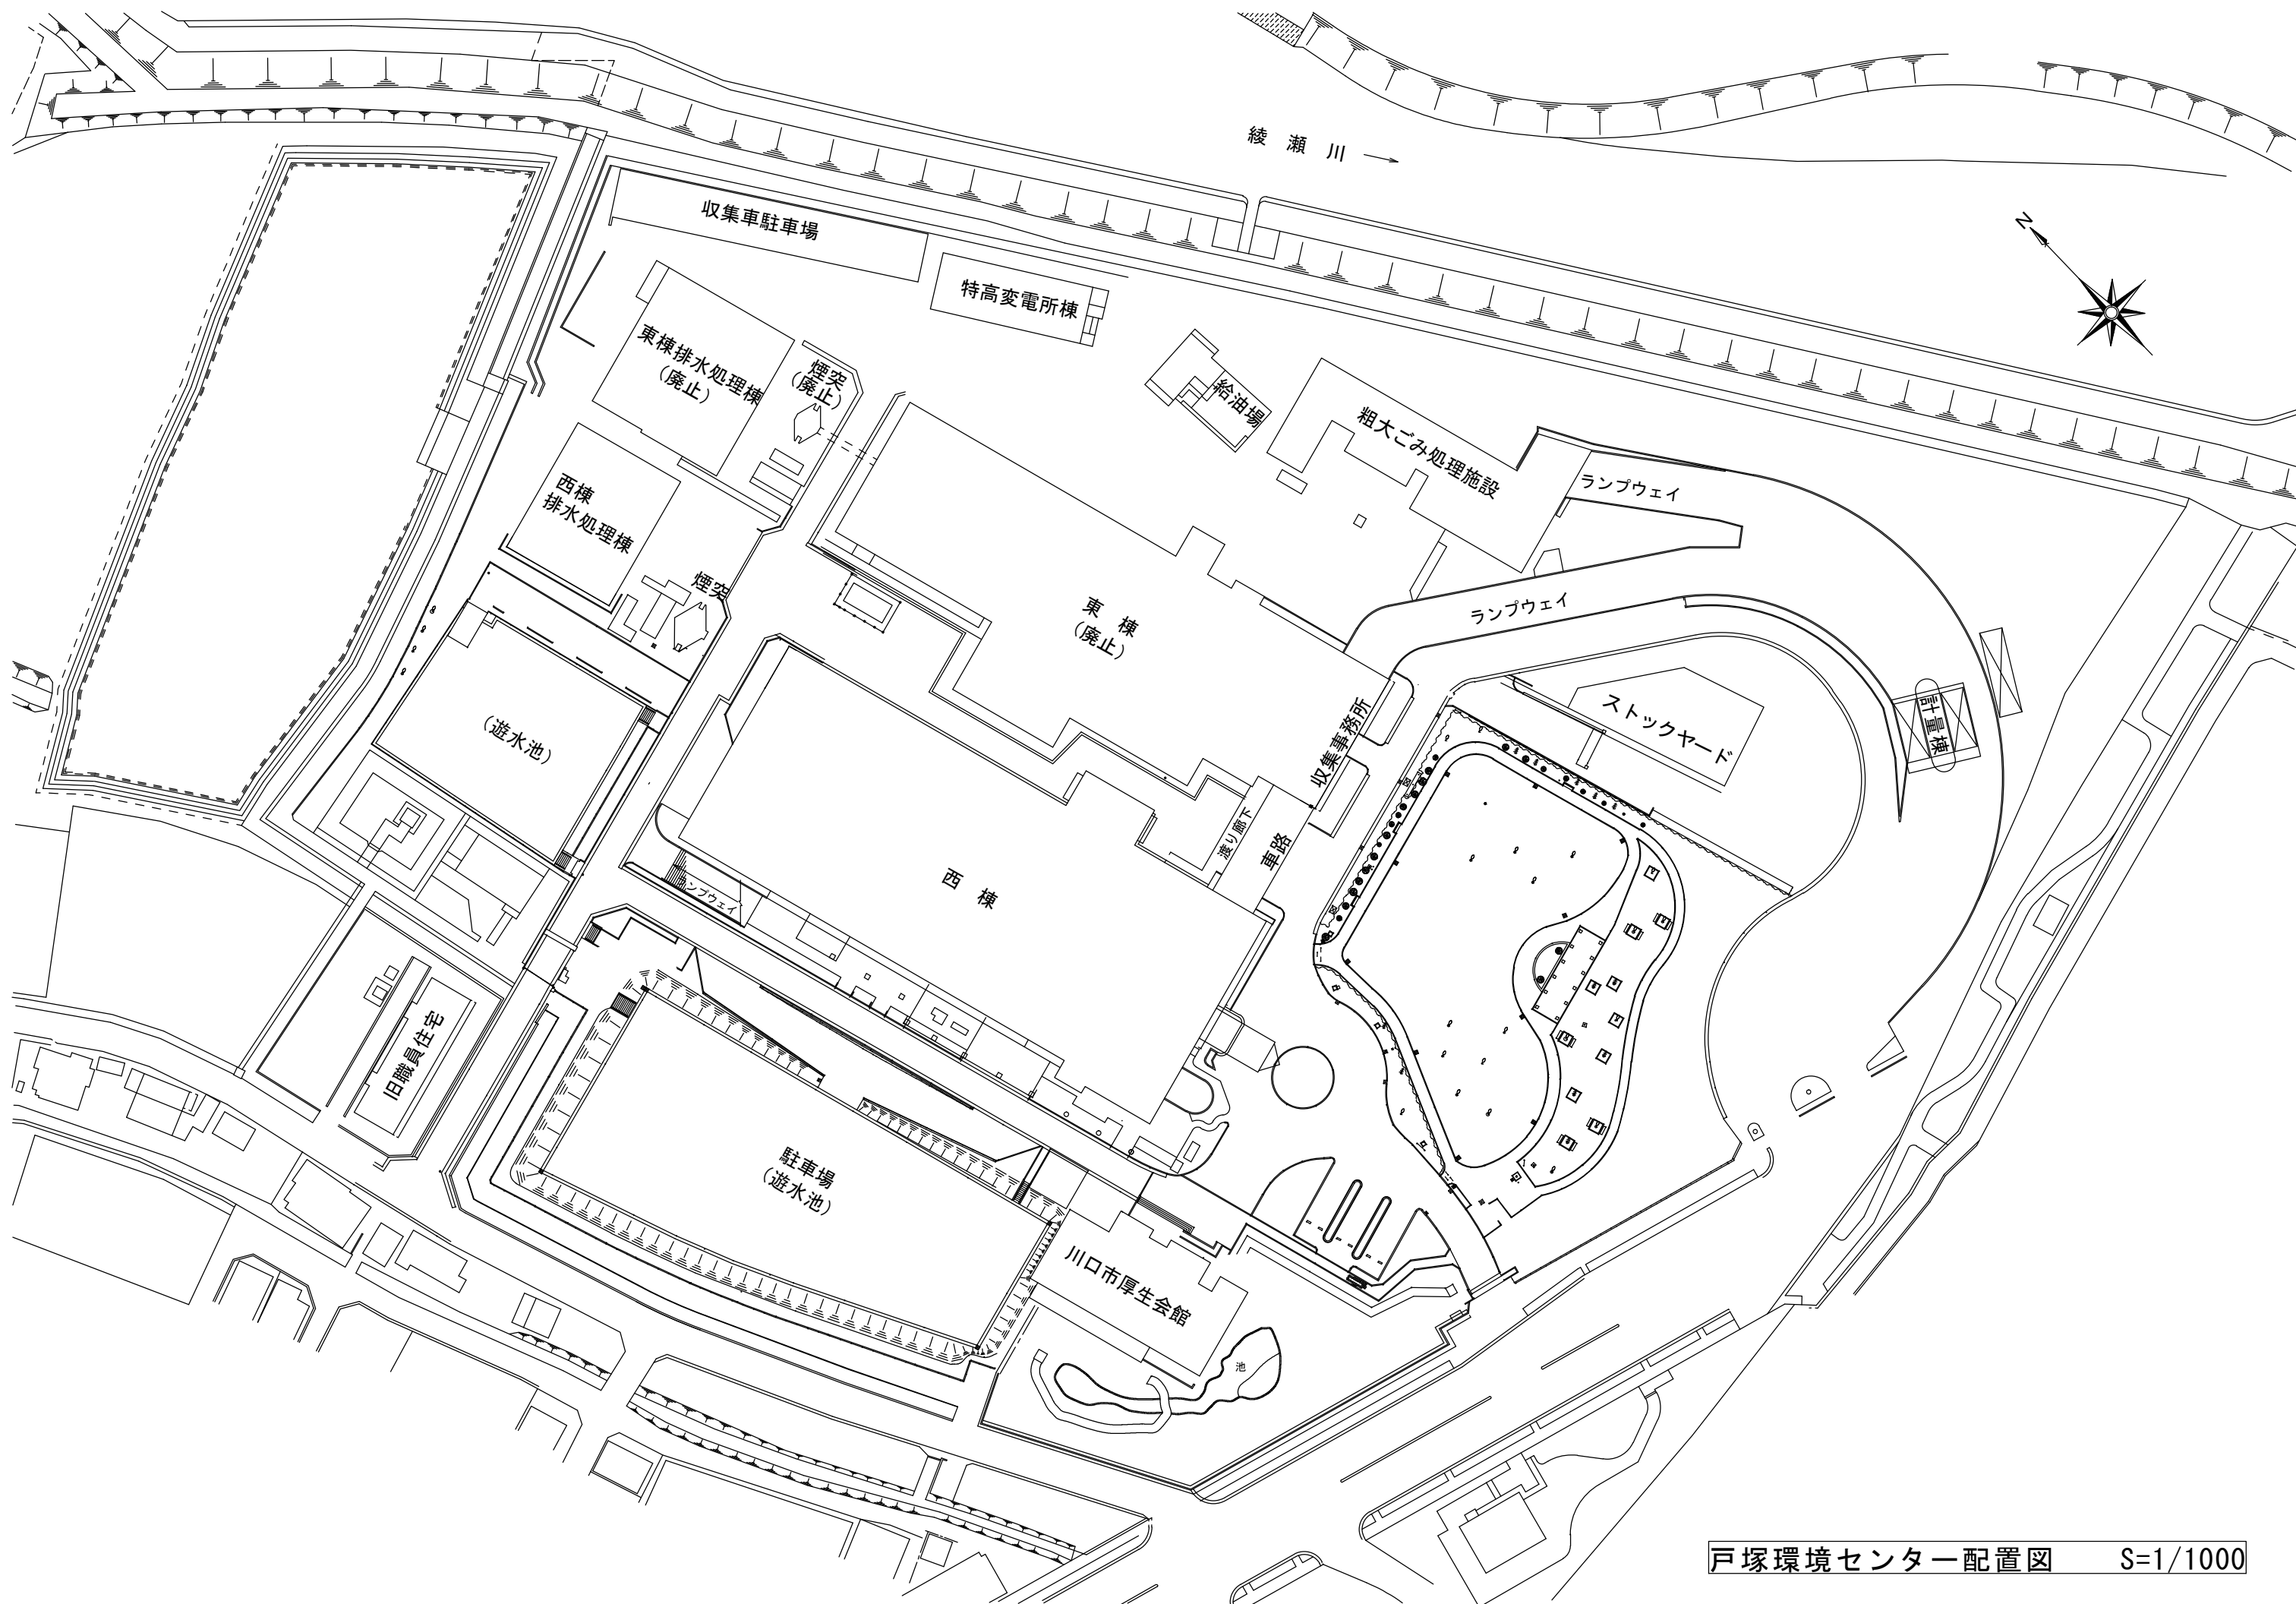 綾 瀬 川
N
収集車駐車場
特高変電所棟
東棟排水処理棟
(廃止)
煙突
(廃止)
給油場
粗大ごみ処理施設
ランプウェイ
西棟
排水処理棟
煙突
ランプウェイ
東 棟
(廃止)
収集事務所
ストックヤード
計量棟
(遊水池)
渡り廊下
車路
西 棟
ランプウェイ
旧職員住宅
駐車場
(遊水池)
川口市厚生会館
池
戸塚環境センター配置図 S=1/1000